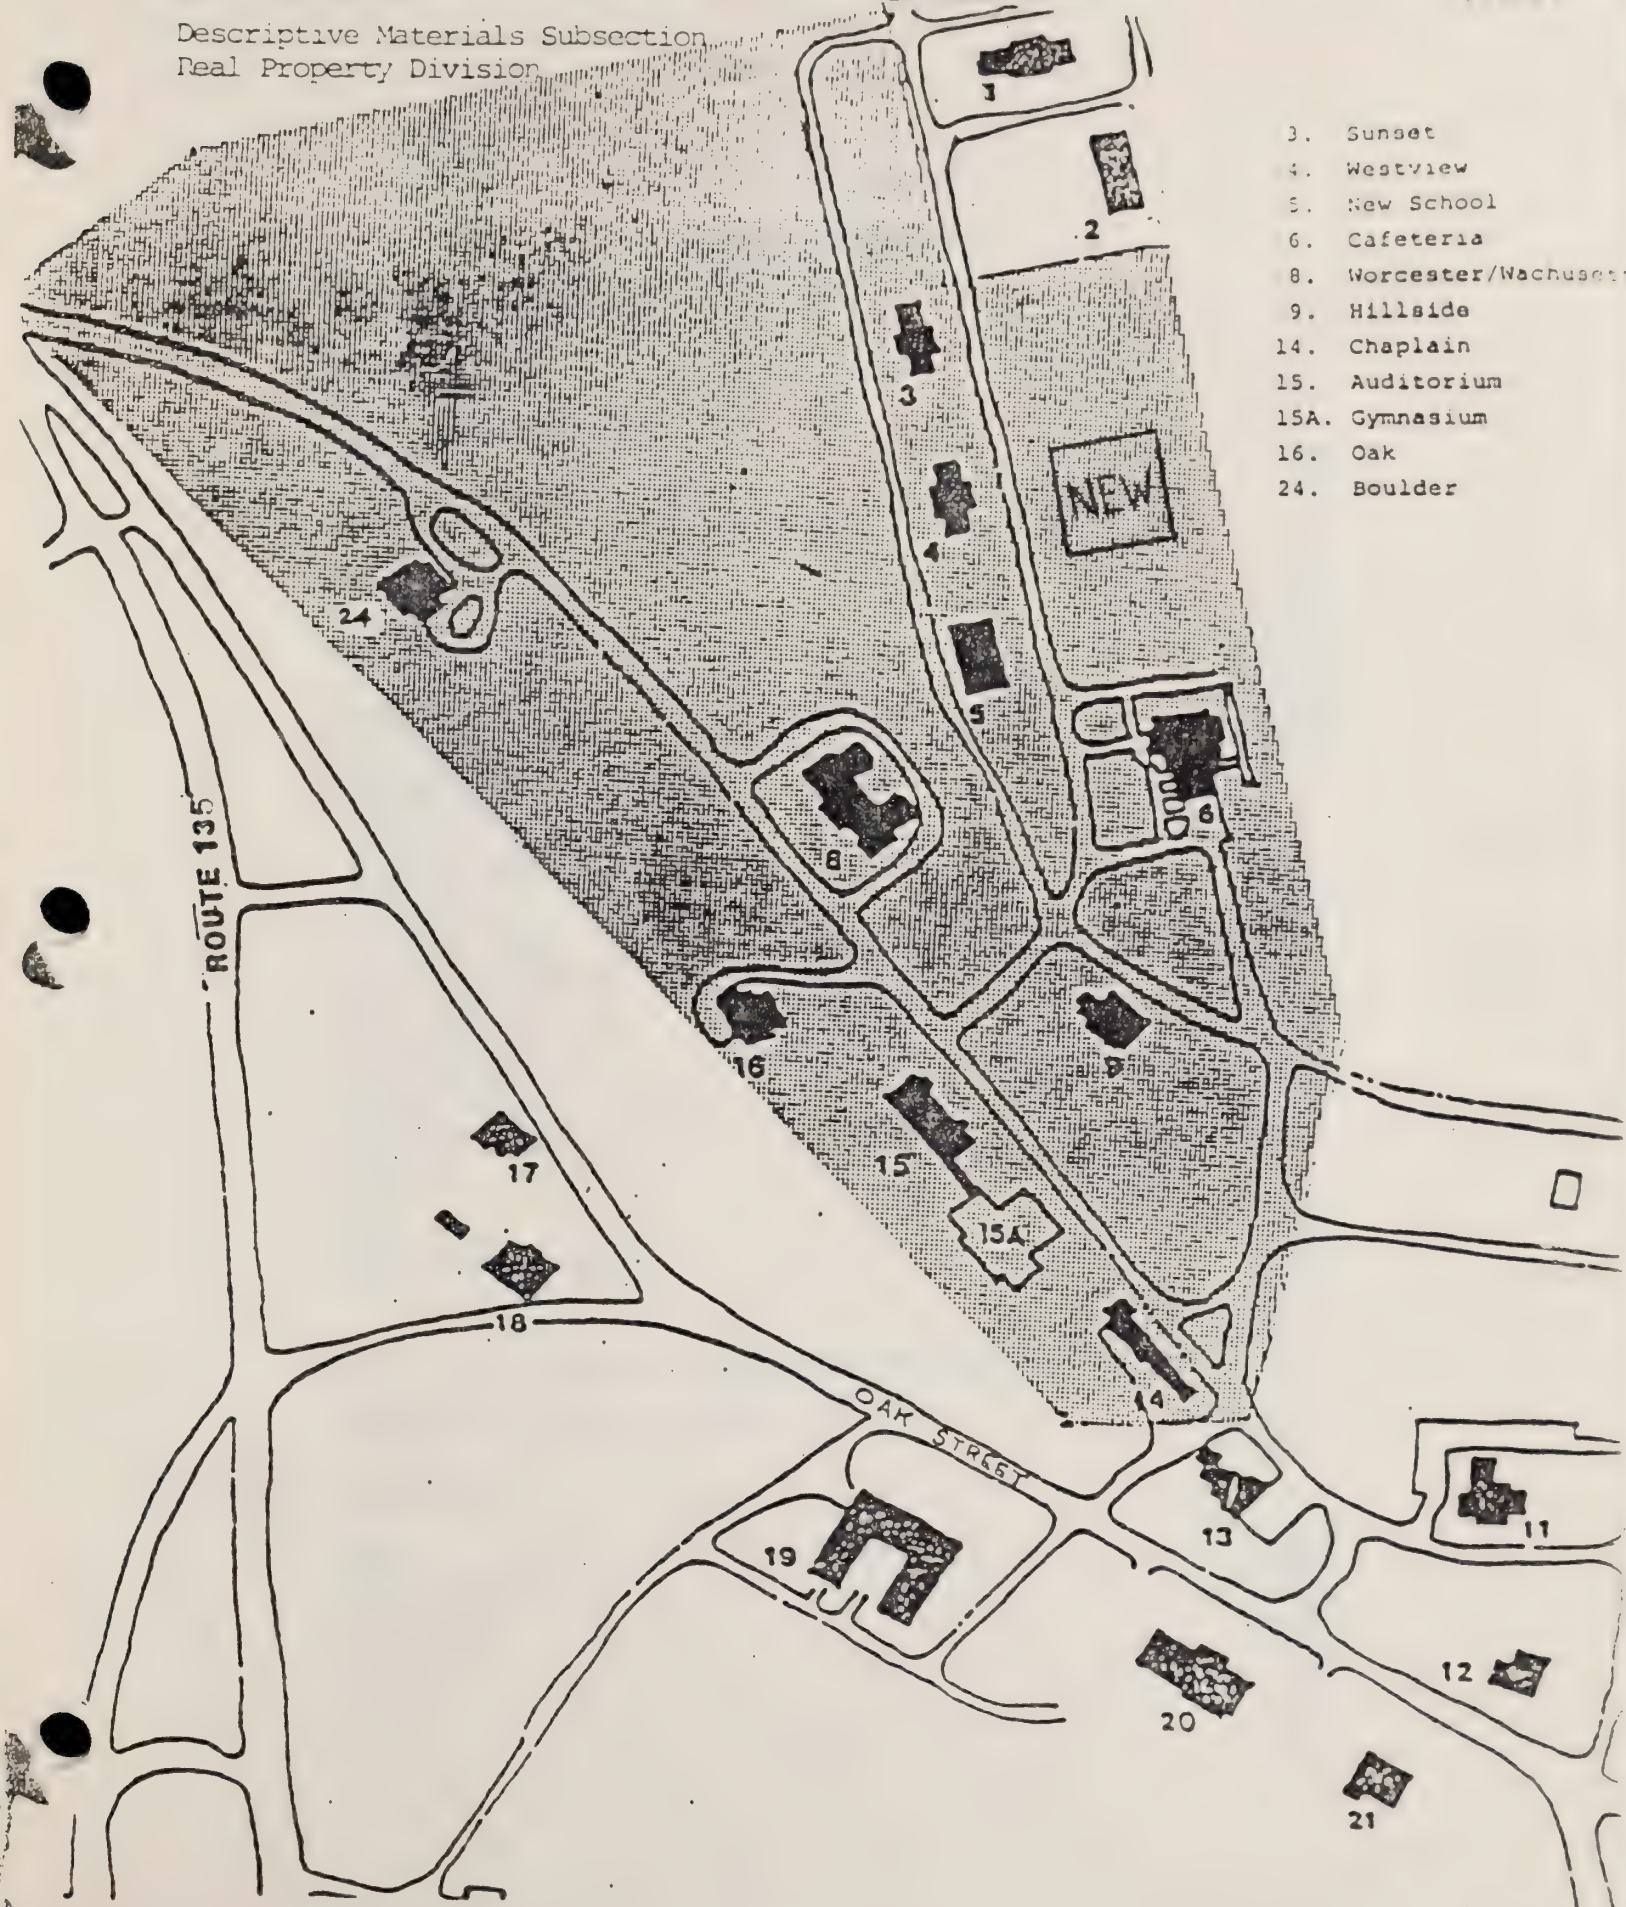 Descriptive Materials Subsection
Real Property Division
3
2
3. Sunset
4. Westview
5. New School
6. Cafeteria
8. Worcester/Wachuset
9. Hillside
14. Chaplain
15. Auditorium
15A. Gymnasium
16. Oak
24. Boulder
3
NEW
4
24
5
6
8
ROUTE 135
16
9
17
15
15A
18
14
OAK STREET
13
11
19
12
20
21